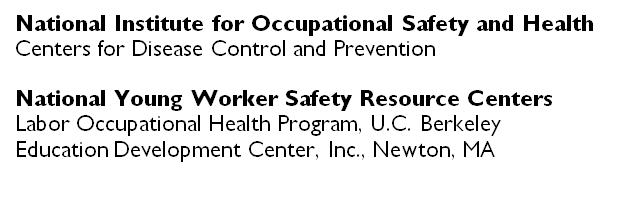 National Institute for Occupational Safety and Health
Centers for Disease Control and Prevention
National Young Worker Safety Resource Centers
Labor Occupational Health Program, U.C. Berkeley
Education Development Center, Inc., Newton, MA